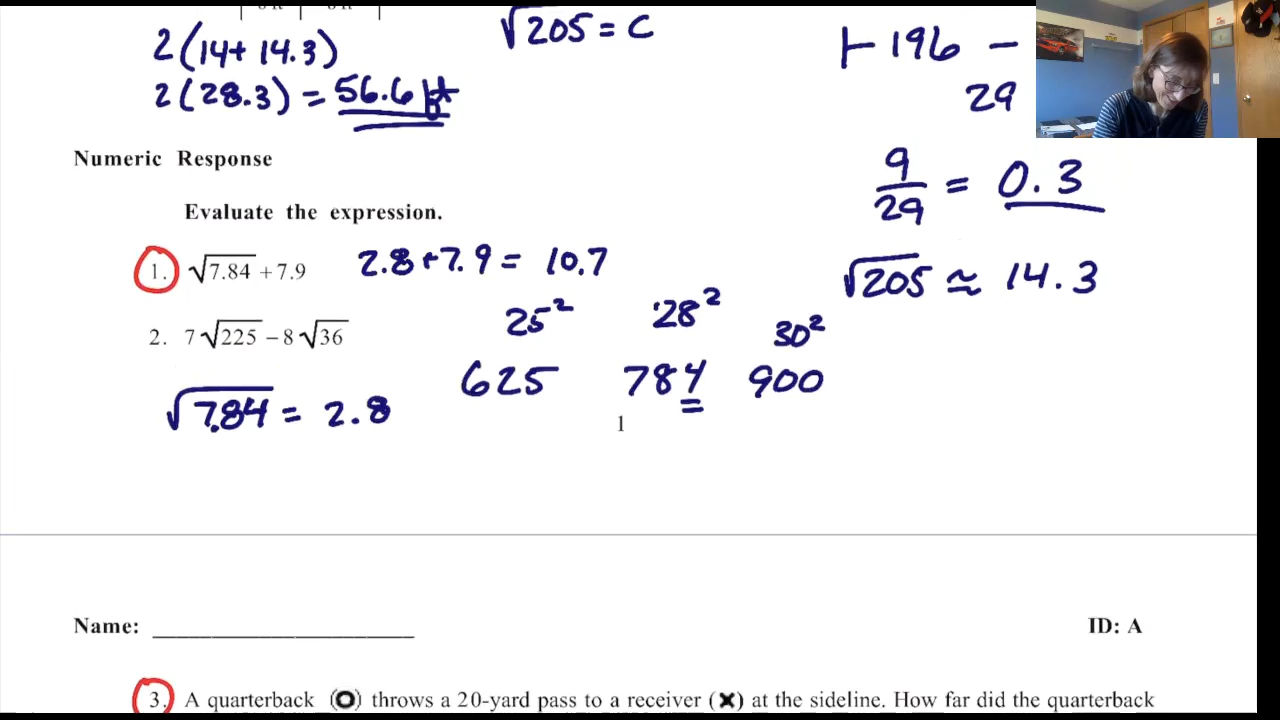 2(14+ 14.3)
2(28.3) = 56.6
√205 = C
196 –
29
9/29 = 0.3
√205 ≈ 14.3
Numeric Response
Evaluate the expression.
1. √7.84 + 7.9 2.8+7.9 = 10.7
2. 7√225 – 8√36
25² 28² 30²
625 784 900
√7.84 = 2.8
1
Name: ______________________ ID: A
3. A quarterback (O) throws a 20-yard pass to a receiver (✖) at the sideline. How far did the quarterback